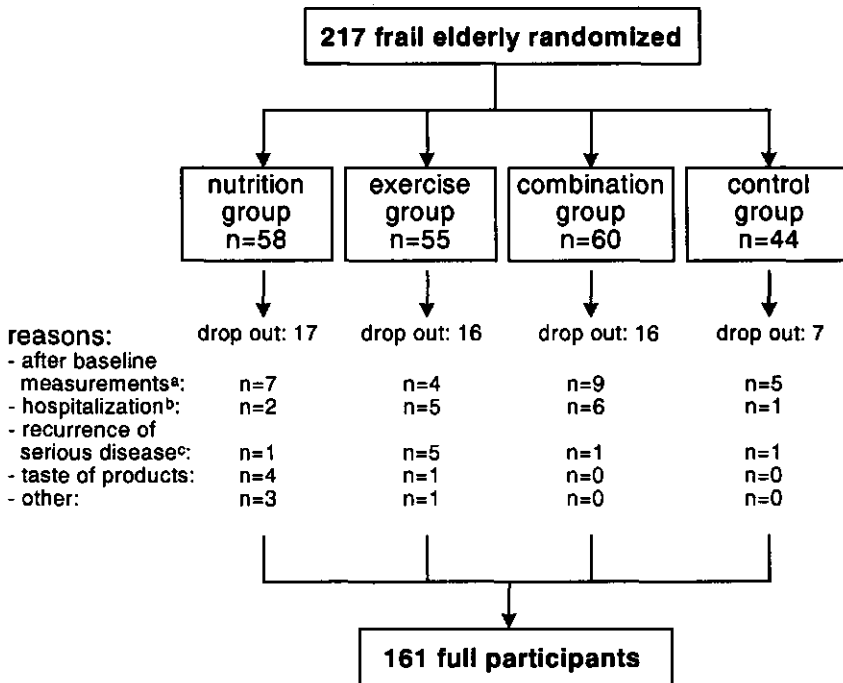 217 frail elderly randomized
nutrition group n=58
exercise group n=55
combination group n=60
control group n=44
reasons: drop out: 17 drop out: 16 drop out: 16 drop out: 7
- after baseline
measurementsᵃ: n=7 n=4 n=9 n=5
- hospitalizationᵇ: n=2 n=5 n=6 n=1
- recurrence of
serious diseaseᶜ: n=1 n=5 n=1 n=1
- taste of products: n=4 n=1 n=0 n=0
- other: n=3 n=1 n=0 n=0
161 full participants